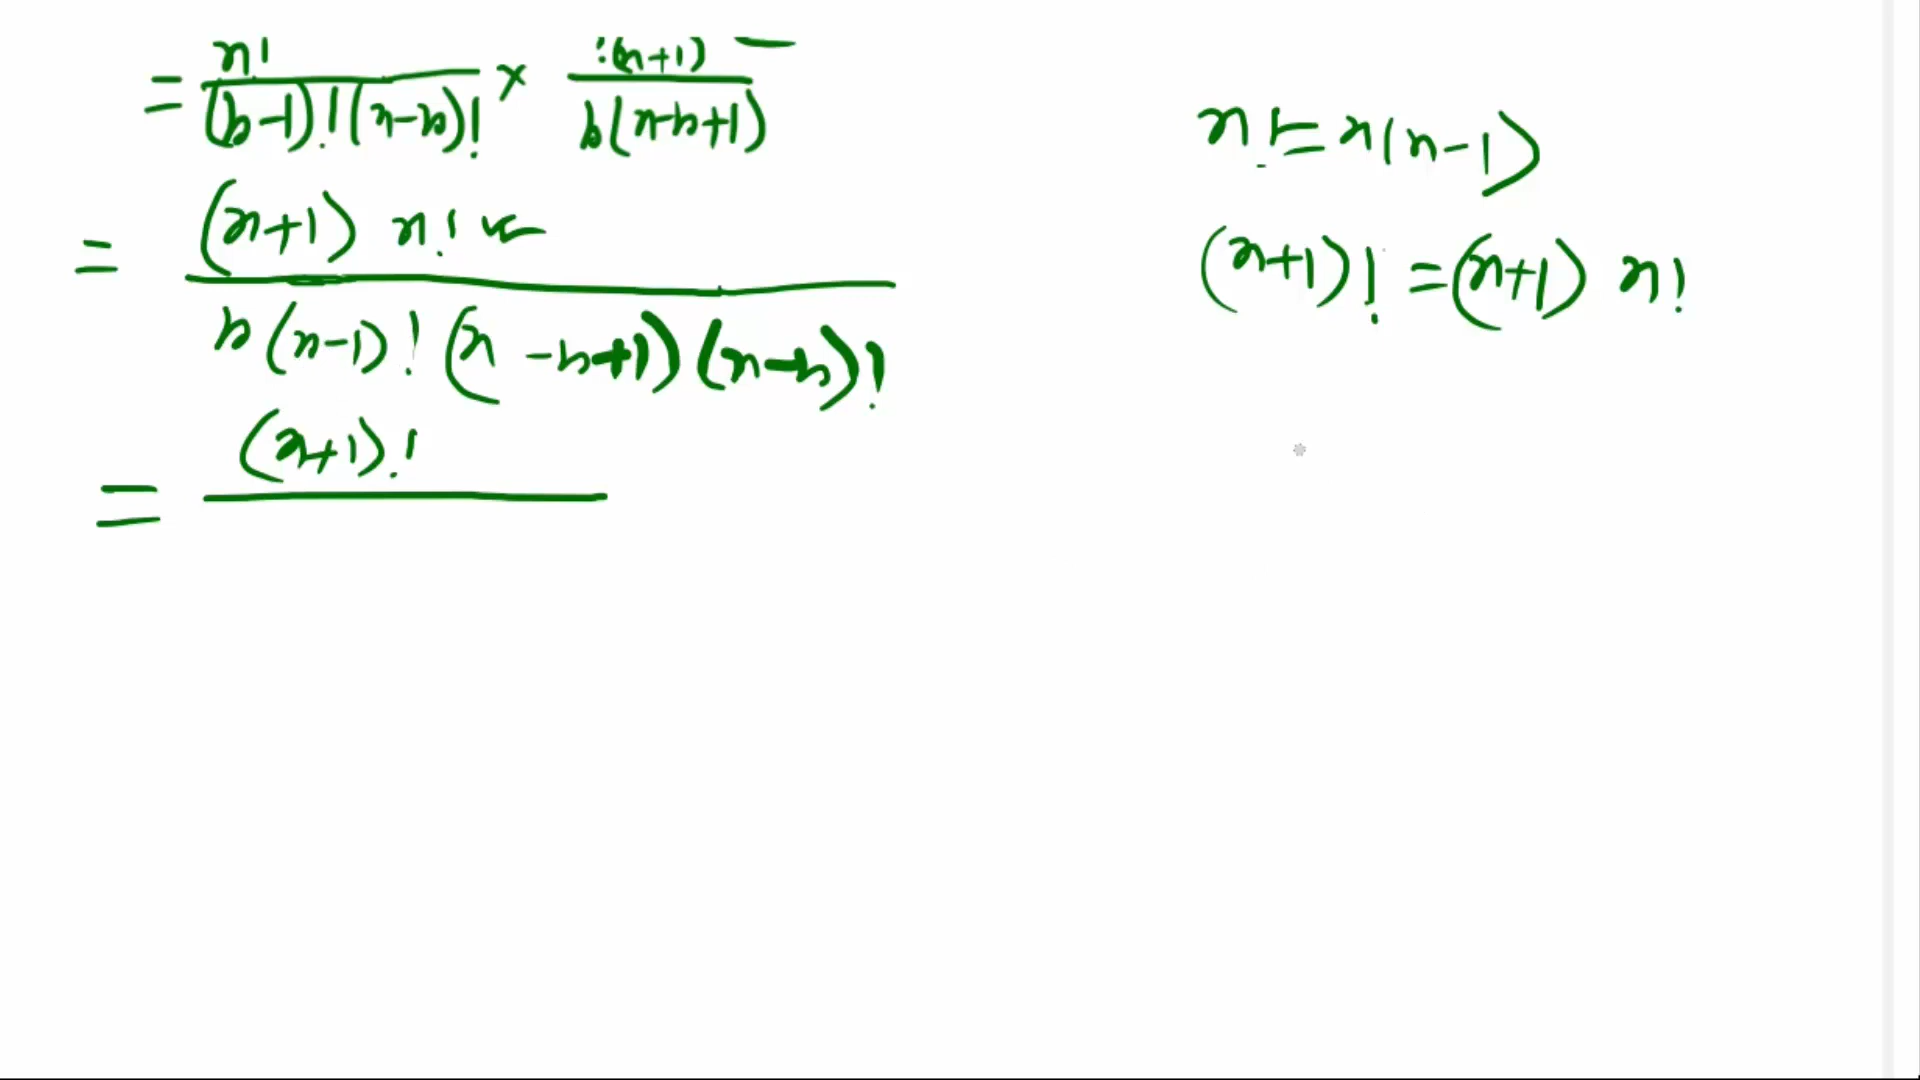 = n! / (r-1)! (n-r)! × (n+1) / r(n-r+1)
= (n+1) n! / r(n-1)! (n-r+1) (n-r)!
= (n+1)! /
n! = n(n-1)
(n+1)! = (n+1) n!